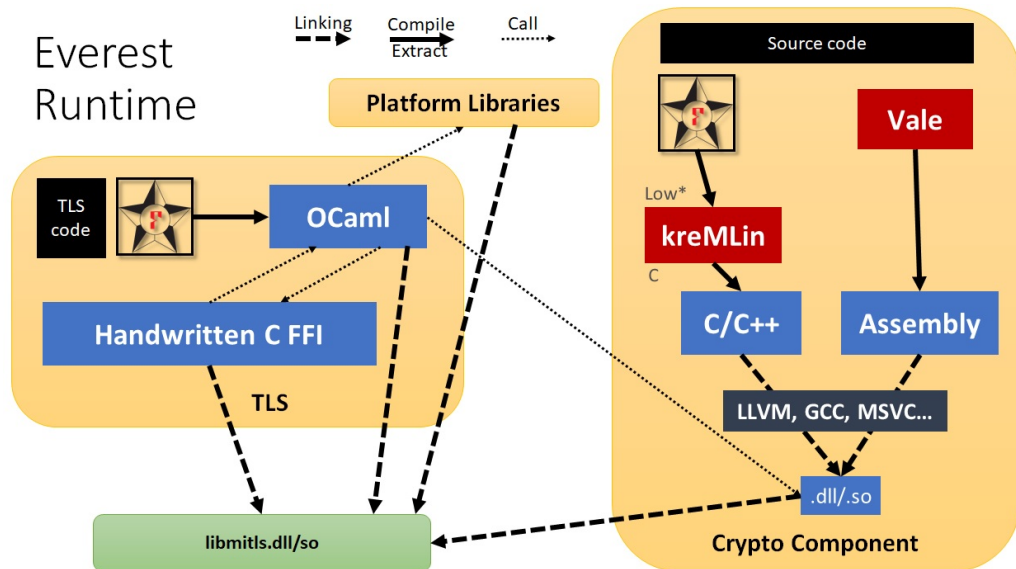 Everest
Runtime
Linking
Compile
Extract
Call
Platform Libraries
TLS
code
OCaml
Handwritten C FFI
TLS
libmitls.dll/so
Source code
Vale
Low*
kreMLin
C
C/C++
Assembly
LLVM, GCC, MSVC...
.dll/.so
Crypto Component